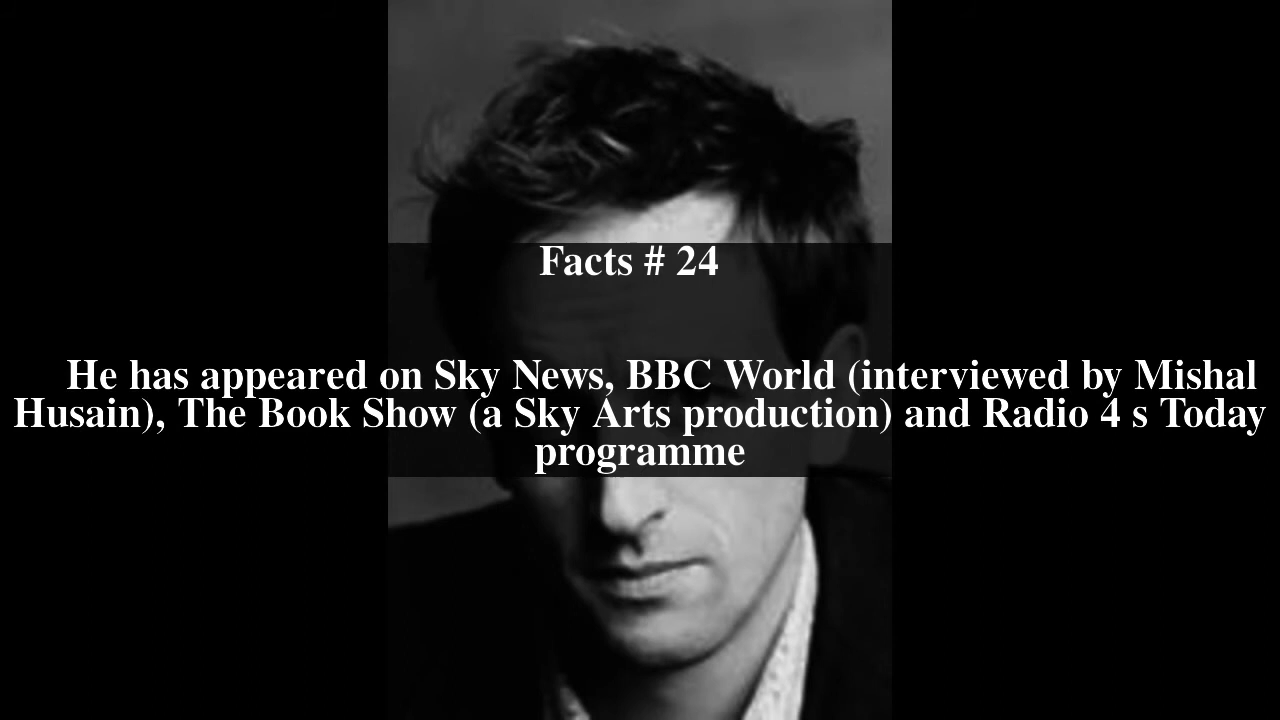 Facts # 24
He has appeared on Sky News, BBC World (interviewed by Mishal
Husain), The Book Show (a Sky Arts production) and Radio 4 s Today
programme